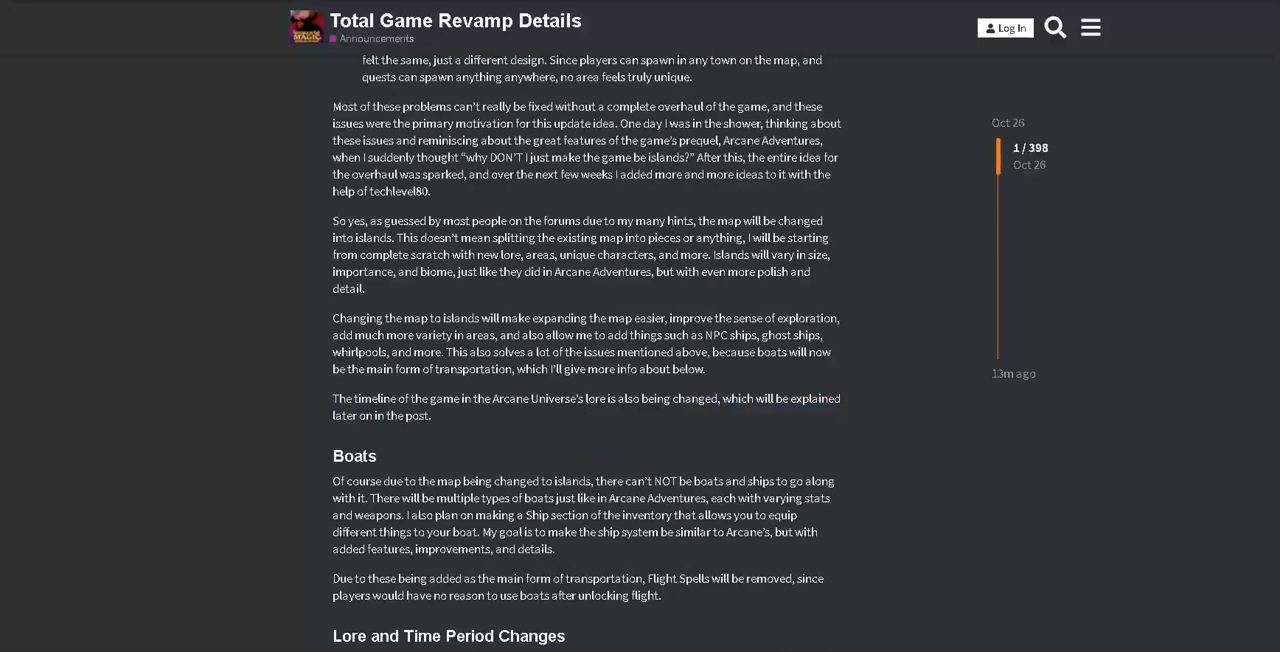 Total Game Revamp Details
Announcements
Log In
felt the same, just a different design. Since players can spawn in any town on the map, and
quests can spawn anything anywhere, no area feels truly unique.
Most of these problems can't really be fixed without a complete overhaul of the game, and these
issues were the primary motivation for this update idea. One day I was in the shower, thinking about
these issues and reminiscing about the great features of the game's prequel, Arcane Adventures,
when I suddenly thought "why DON'T I just make the game be islands?" After this, the entire idea for
the overhaul was sparked, and over the next few weeks I added more and more ideas to it with the
help of techlevel80.
So yes, as guessed by most people on the forums due to my many hints, the map will be changed
into islands. This doesn't mean splitting the existing map into pieces or anything, I will be starting
from complete scratch with new lore, areas, unique characters, and more. Islands will vary in size,
importance, and biome, just like they did in Arcane Adventures, but with even more polish and
detail.
Changing the map to islands will make expanding the map easier, improve the sense of exploration,
add much more variety in areas, and also allow me to add things such as NPC ships, ghost ships,
whirlpools, and more. This also solves a lot of the issues mentioned above, because boats will now
be the main form of transportation, which I'll give more info about below.
The timeline of the game in the Arcane Universe's lore is also being changed, which will be explained
later on in the post.
Boats
Of course due to the map being changed to islands, there can't NOT be boats and ships to go along
with it. There will be multiple types of boats just like in Arcane Adventures, each with varying stats
and weapons. I also plan on making a Ship section of the inventory that allows you to equip
different things to your boat. My goal is to make the ship system be similar to Arcane's, but with
added features, improvements, and details.
Due to these being added as the main form of transportation, Flight Spells will be removed, since
players would have no reason to use boats after unlocking flight.
Lore and Time Period Changes
Oct 26
1 / 398
Oct 26
13m ago